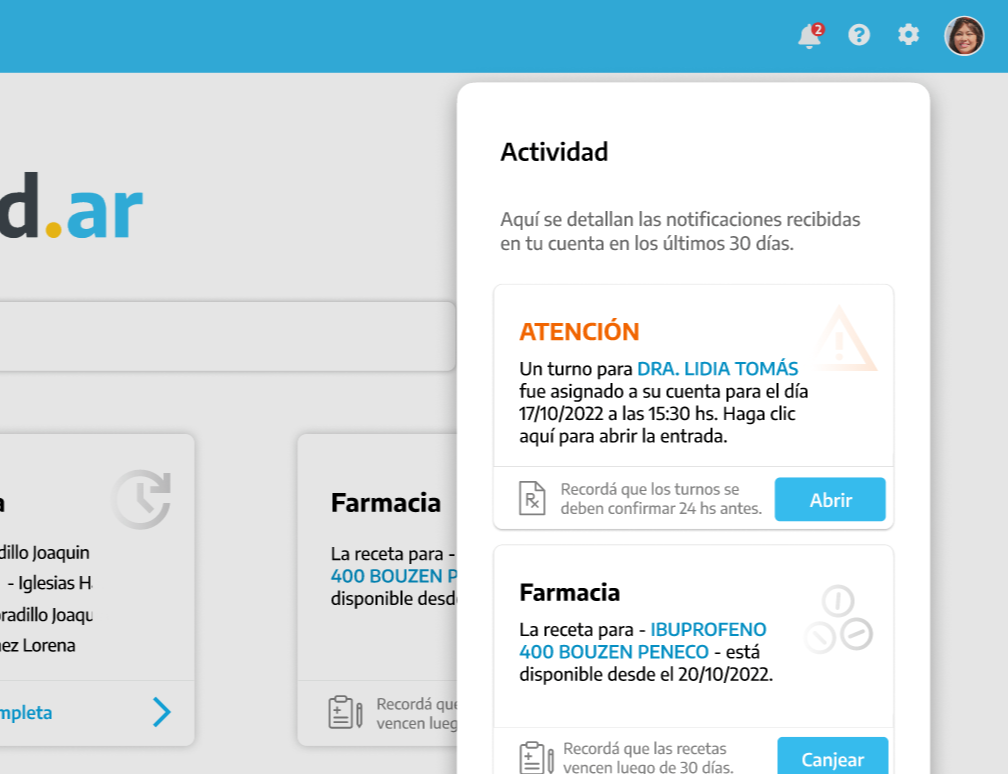 2
d.ar
Actividad
Aquí se detallan las notificaciones recibidas
en tu cuenta en los últimos 30 días.
ATENCIÓN
Un turno para DRA. LIDIA TOMÁS
fue asignado a su cuenta para el día
17/10/2022 a las 15:30 hs. Haga clic
aquí para abrir la entrada.
Rx
Recordá que los turnos se
deben confirmar 24 hs antes.
Abrir
Farmacia
La receta para - IBUPROFENO
400 BOUZEN PENECO - está
disponible desde el 20/10/2022.
Recordá que las recetas
vencen luego de 30 días.
Canjear
a
dillo Joaquin
- Iglesias H
radillo Joaqu
ez Lorena
mpleta
Farmacia
La receta para -
400 BOUZEN P
disponible desd
Recordá que
vencen lueg